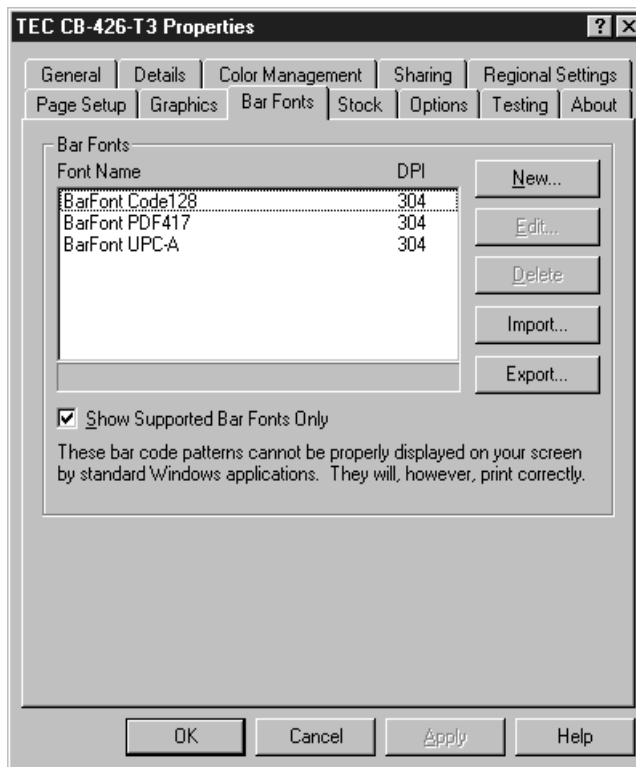 TEC CB-426-T3 Properties
General Details Color Management Sharing Regional Settings
Page Setup Graphics Bar Fonts Stock Options Testing About
Bar Fonts
Font Name DPI
BarFont Code128 304
BarFont PDF417 304
BarFont UPC-A 304
New...
Edit...
Delete
Import...
Export...
Show Supported Bar Fonts Only
These bar code patterns cannot be properly displayed on your screen
by standard Windows applications. They will, however, print correctly.
OK Cancel Apply Help